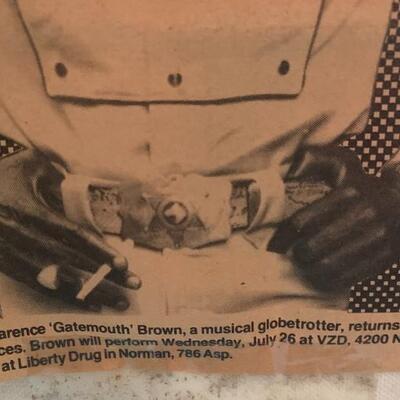 arence 'Gatemouth' Brown, a musical globetrotter, returns
ces. Brown will perform Wednesday, July 26 at VZD, 4200 N
at Liberty Drug in Norman, 786 Asp.